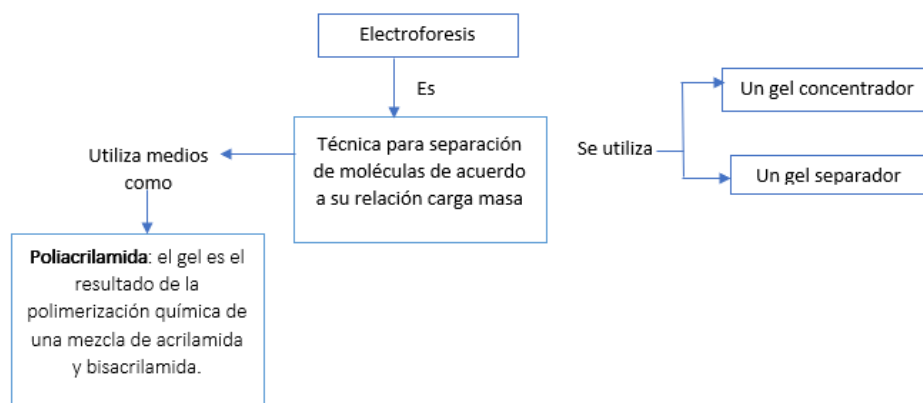 Electroforesis
Es
Técnica para separación
de moléculas de acuerdo
a su relación carga masa
Utiliza medios
como
Poliacrilamida: el gel es el
resultado de la
polimerización química de
una mezcla de acrilamida
y bisacrilamida.
Se utiliza
Un gel concentrador
Un gel separador